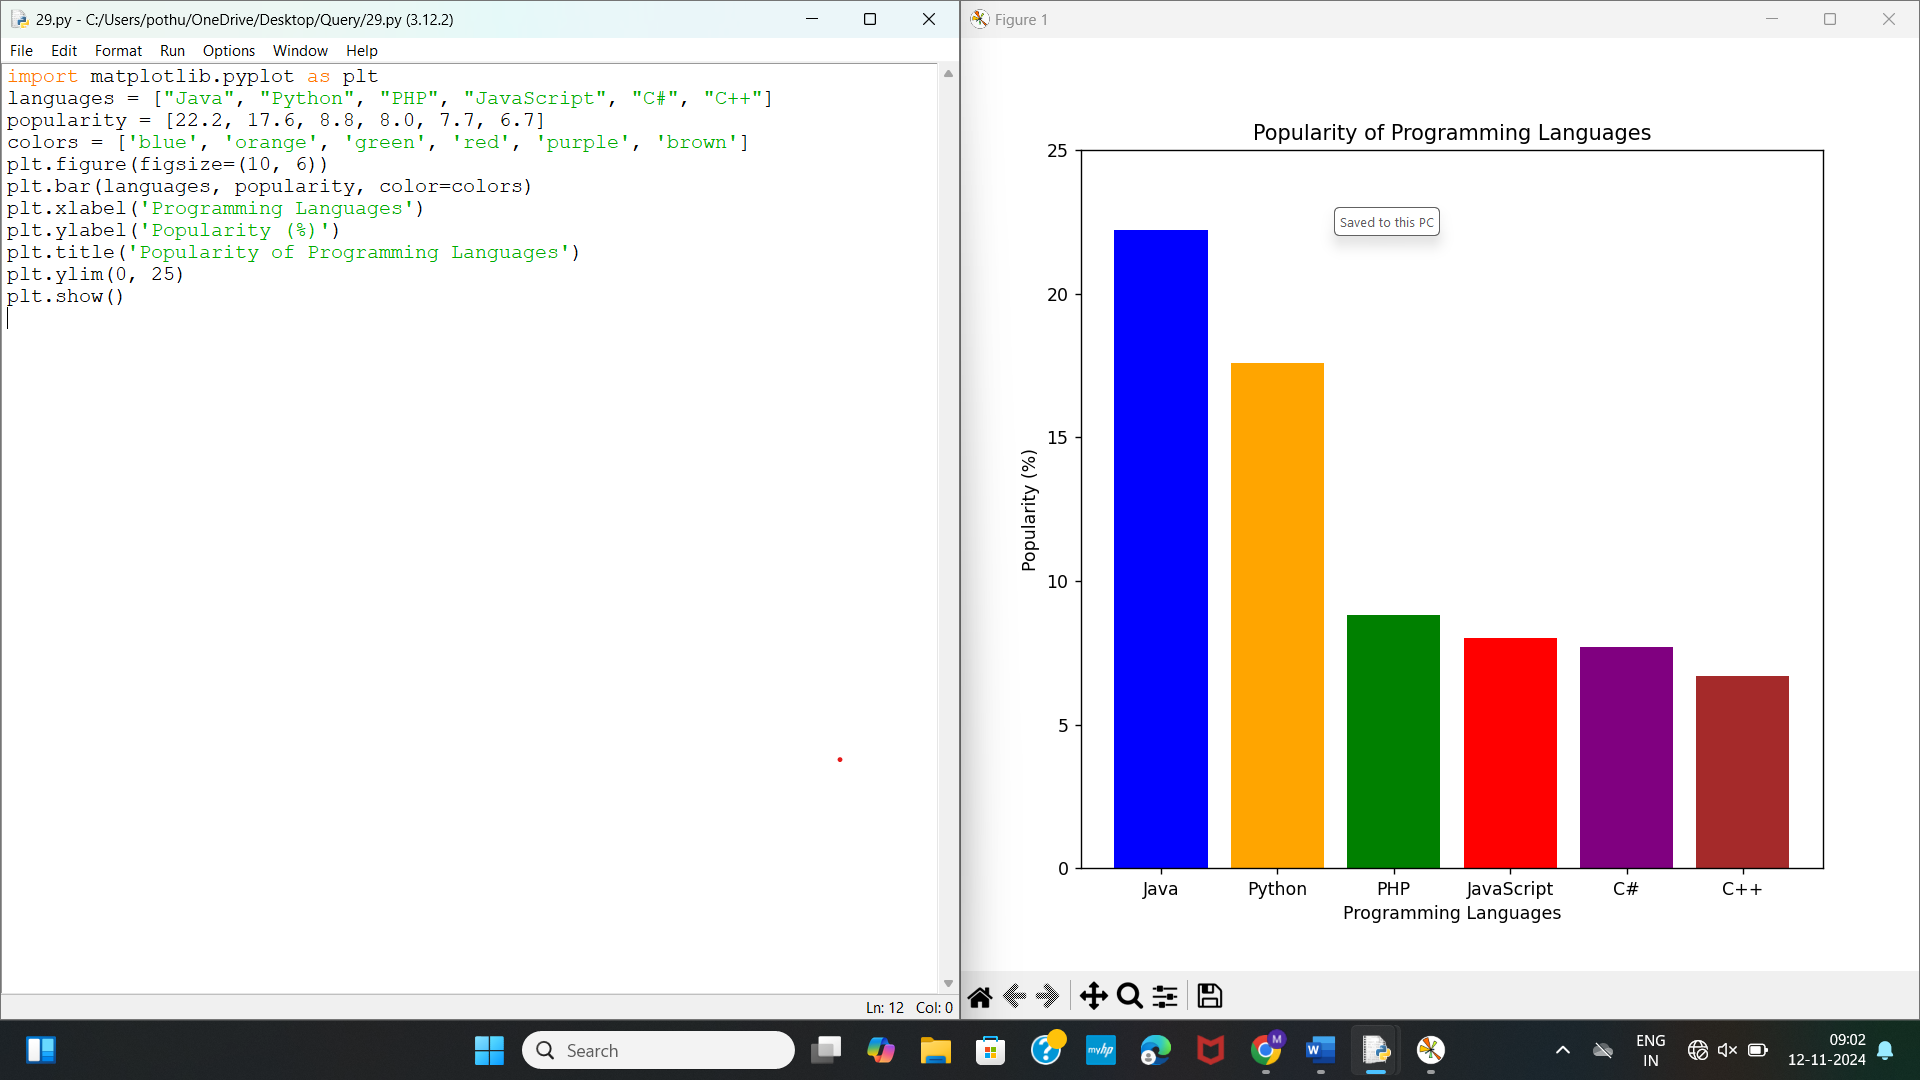 29.py - C:/Users/pothu/OneDrive/Desktop/Query/29.py (3.12.2)
File Edit Format Run Options Window Help
import matplotlib.pyplot as plt
languages = ["Java", "Python", "PHP", "JavaScript", "C#", "C++"]
popularity = [22.2, 17.6, 8.8, 8.0, 7.7, 6.7]
colors = ['blue', 'orange', 'green', 'red', 'purple', 'brown']
plt.figure(figsize=(10, 6))
plt.bar(languages, popularity, color=colors)
plt.xlabel('Programming Languages')
plt.ylabel('Popularity (%)')
plt.title('Popularity of Programming Languages')
plt.ylim(0, 25)
plt.show()
Ln: 12 Col: 0
Figure 1
Popularity of Programming Languages
Saved to this PC
25
20
15
10
5
0
Popularity (%)
Java Python PHP JavaScript C# C++
Programming Languages
Search
myhp
M
W
ENG
IN
09:02
12-11-2024